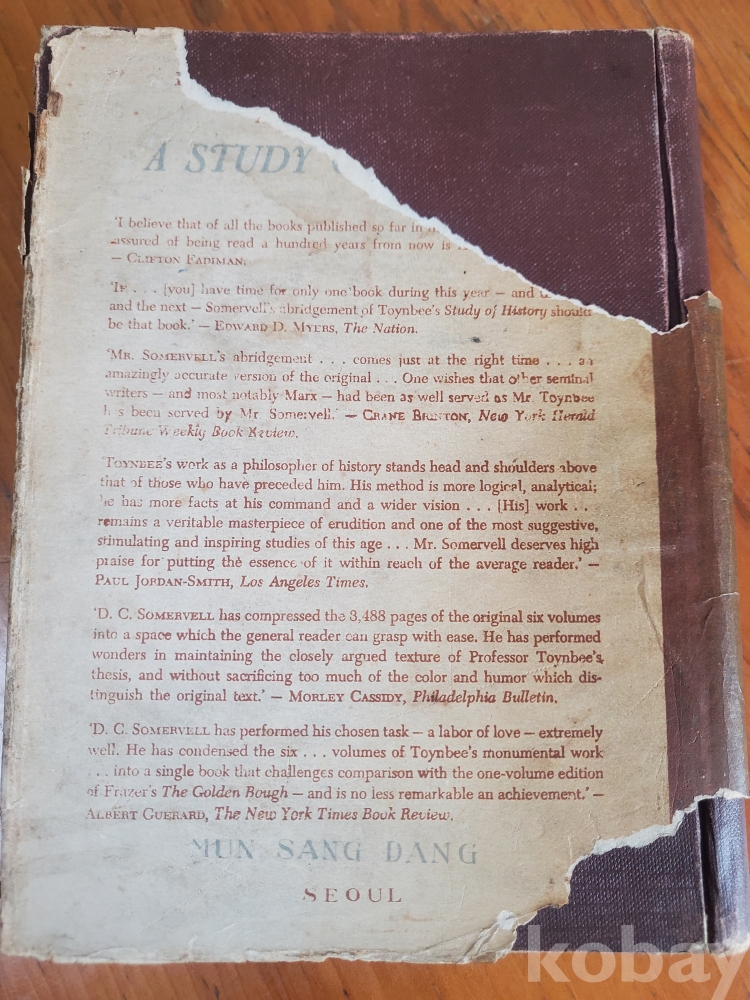 A STUDY
'I believe that of all the books published so far in
assured of being read a hundred years from now is
— CLIFTON FADIMAN.
'IF . . . [you] have time for only one book during this year — and
and the next — Somervell's abridgement of Toynbee's Study of History should
be that book.' — EDWARD D. MYERS, The Nation.
'MR. SOMERVELL'S abridgement . . . comes just at the right time . . . an
amazingly accurate version of the original . . . One wishes that other seminal
writers — and most notably Marx — had been as well served as Mr. Toynbee
has been served by Mr. Somervell.' — CRANE BRINTON, New York Herald
Tribune Weekly Book Review.
'TOYNBEE'S work as a philosopher of history stands head and shoulders above
that of those who have preceded him. His method is more logical, analytical;
he has more facts at his command and a wider vision . . . [His] work . .
remains a veritable masterpiece of erudition and one of the most suggestive,
stimulating and inspiring studies of this age . . . Mr. Somervell deserves high
praise for putting the essence of it within reach of the average reader.' —
PAUL JORDAN-SMITH, Los Angeles Times.
'D. C. SOMERVELL has compressed the 3,488 pages of the original six volumes
into a space which the general reader can grasp with ease. He has performed
wonders in maintaining the closely argued texture of Professor Toynbee's
thesis, and without sacrificing too much of the color and humor which dis-
tinguish the original text.' — MORLEY CASSIDY, Philadelphia Bulletin.
'D. C. SOMERVELL has performed his chosen task — a labor of love — extremely
well. He has condensed the six . . . volumes of Toynbee's monumental work
. . . into a single book that challenges comparison with the one-volume edition
of Frazer's The Golden Bough — and is no less remarkable an achievement.' —
ALBERT GUERARD, The New York Times Book Review.
MUN SANG DANG
SEOUL
kobay